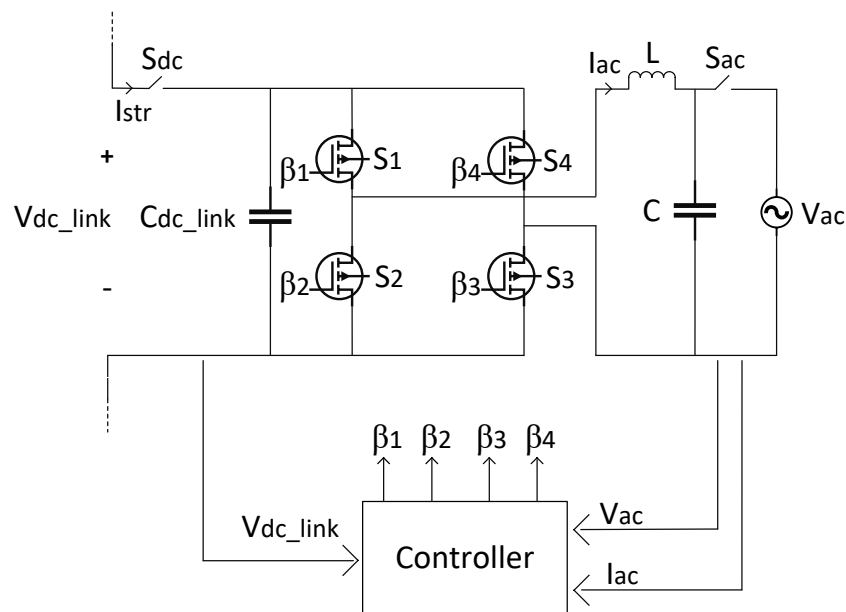 Sdc
Istr
+
Vdc_link
-
Cdc_link
β1
S1
β4
S4
β2
S2
β3
S3
Iac
L
Sac
C
Vac
β1 β2 β3 β4
Vdc_link
Controller
Vac
Iac